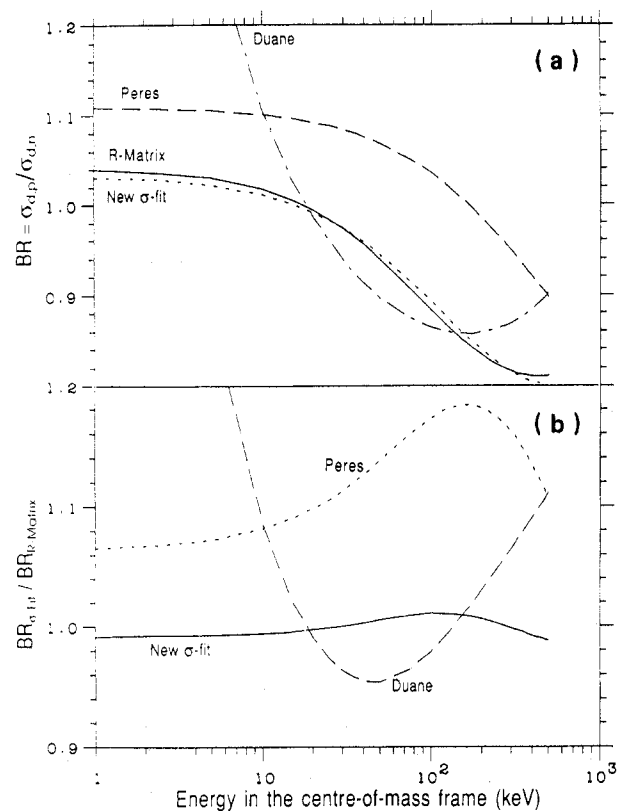 1.2
Duane
(a)
Peres
1.1
R-Matrix
1.0
New σ-fit
0.9
BR = σd,p/σd,n
1.2
(b)
Peres
1.1
1.0
New σ-fit
Duane
0.9
BRσ-fit / BRR-Matrix
1 10 10² 10³
Energy in the centre-of-mass frame (keV)